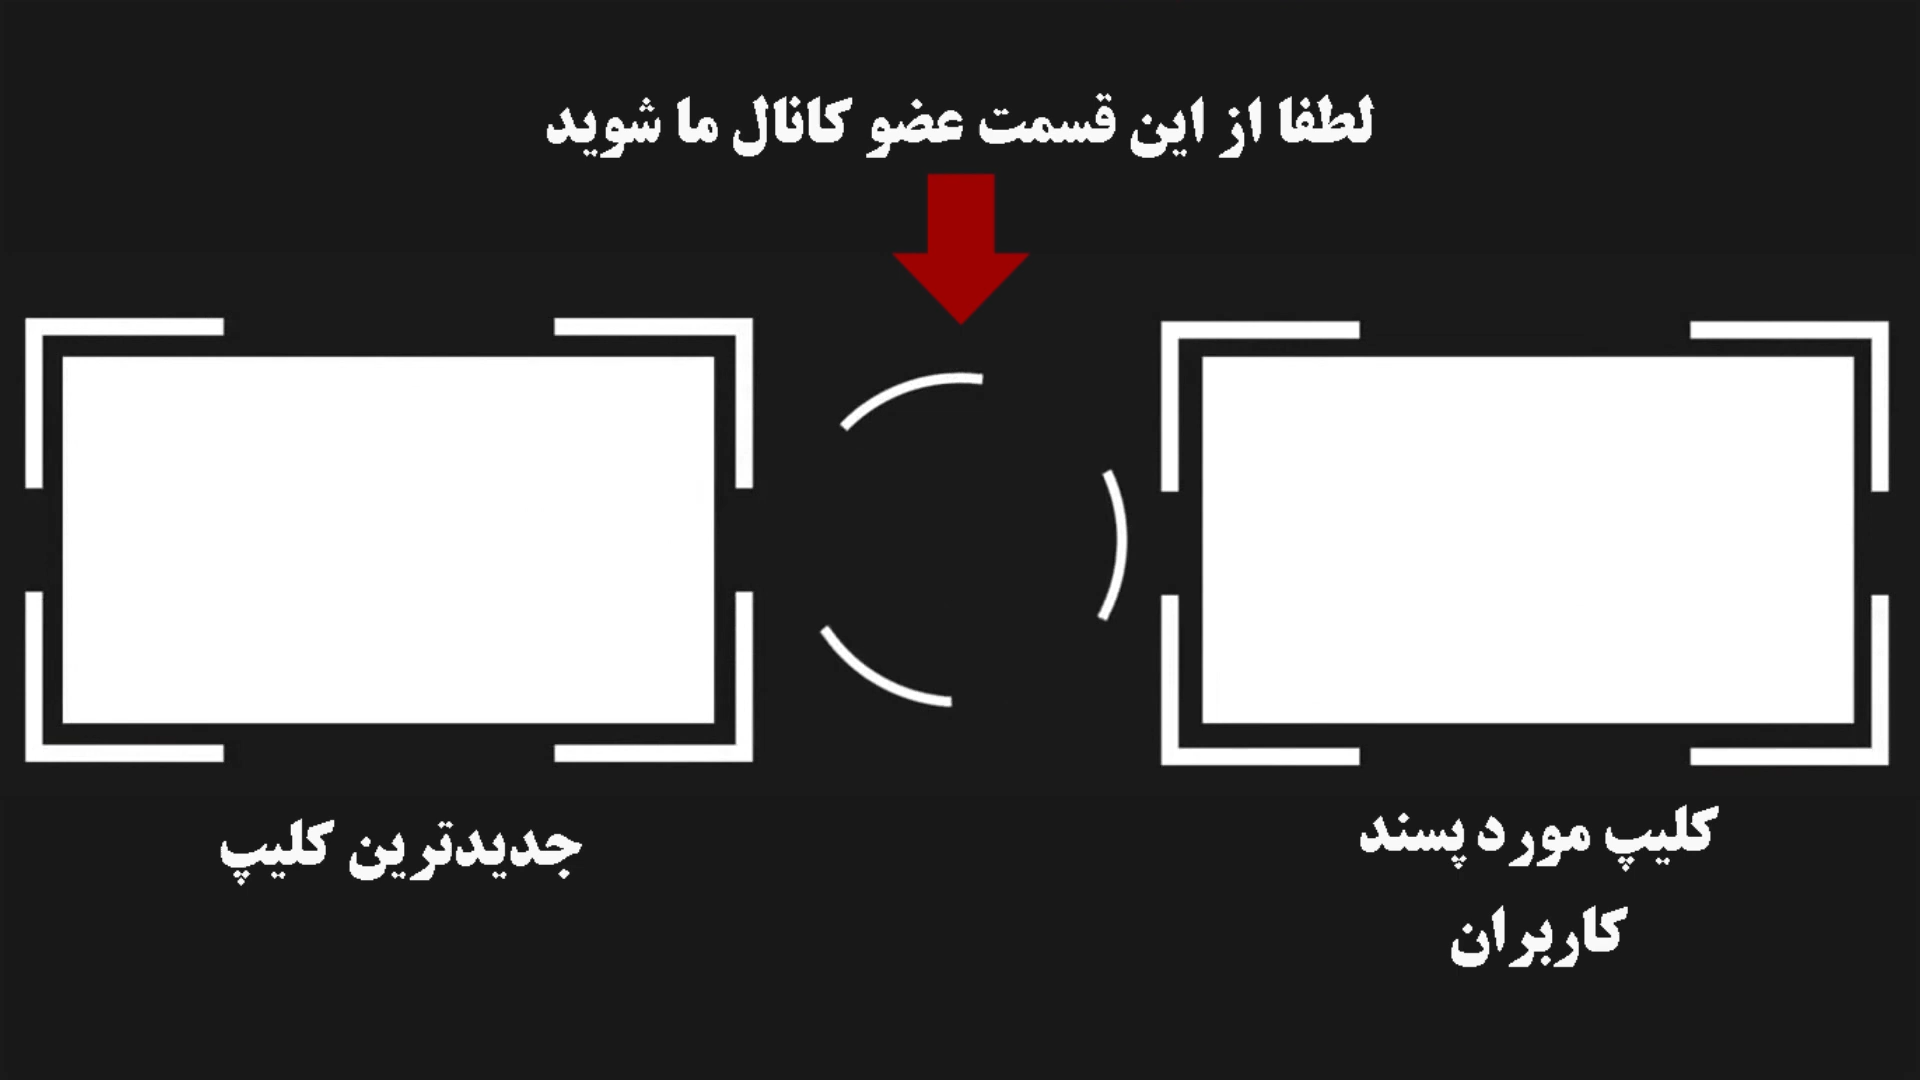 لطفا از این قسمت عضو کانال ما شوید
کلیپ مورد پسند
کاربران
جدیدترین کلیپ